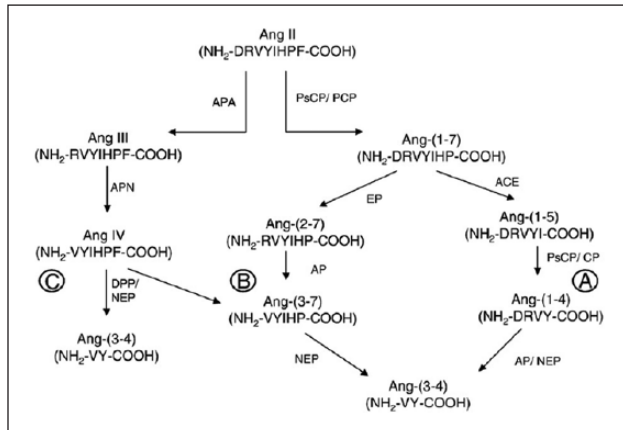 Ang II
(NH2-DRVYIHPF-COOH)
APA
PsCP/ PCP
Ang III
(NH2-RVYIHPF-COOH)
Ang-(1-7)
(NH2-DRVYIHP-COOH)
APN
EP
ACE
Ang IV
(NH2-VYIHPF-COOH)
Ang-(2-7)
(NH2-RVYIHP-COOH)
Ang-(1-5)
(NH2-DRVYI-COOH)
C
DPP/
NEP
B
AP
PsCP/ CP
A
Ang-(3-4)
(NH2-VY-COOH)
Ang-(3-7)
(NH2-VYIHP-COOH)
Ang-(1-4)
(NH2-DRVY-COOH)
NEP
AP/ NEP
Ang-(3-4)
(NH2-VY-COOH)